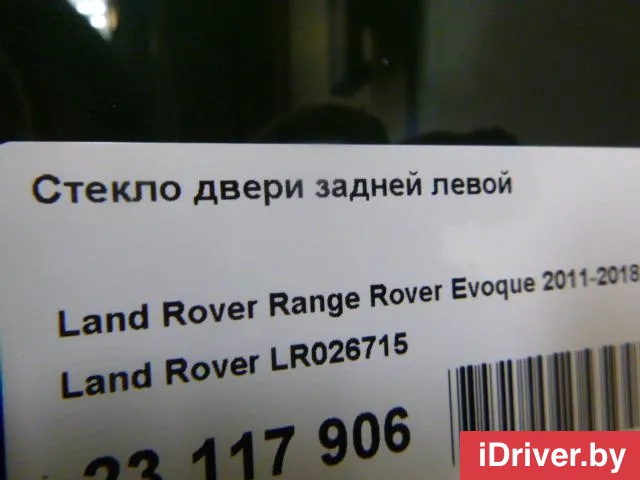 Стекло двери задней левой
Land Rover Range Rover Evoque 2011-2018
Land Rover LR026715
23 117 906
iDriver.by